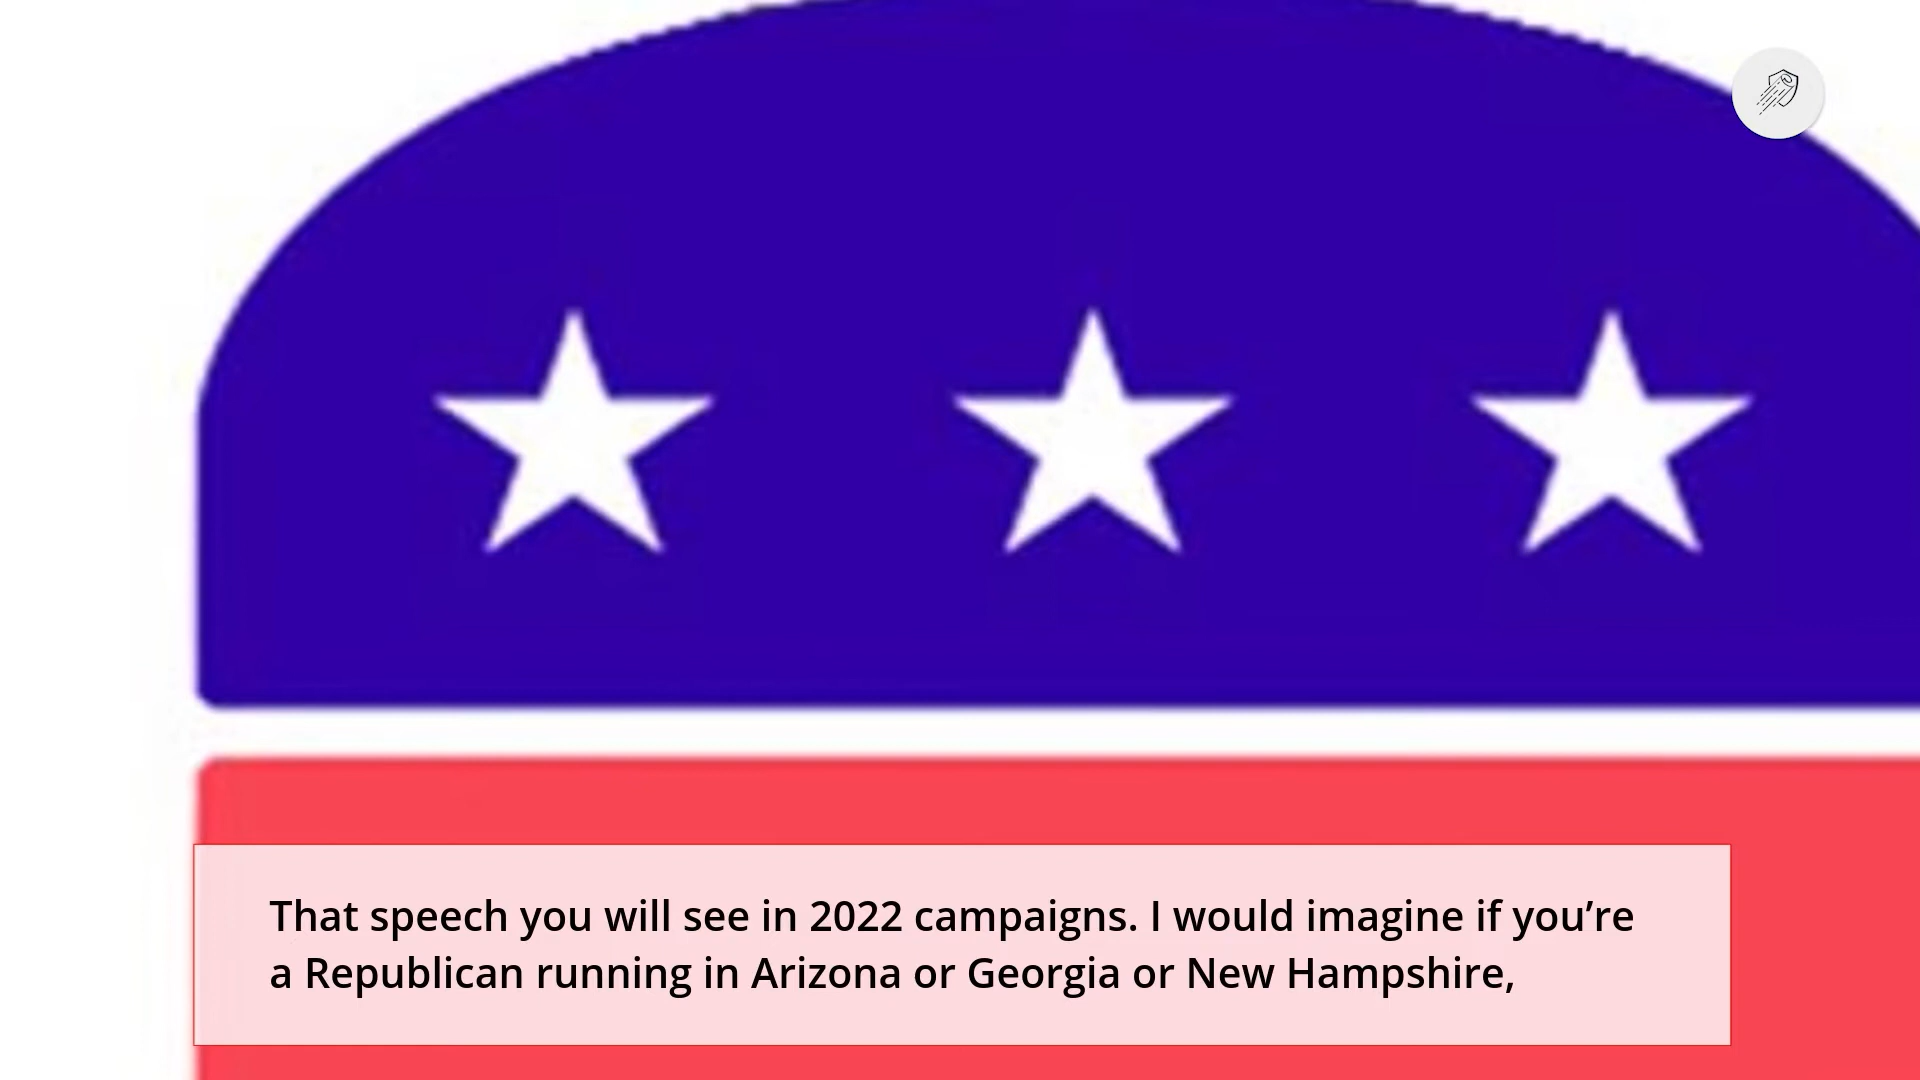 That speech you will see in 2022 campaigns. I would imagine if you’re
a Republican running in Arizona or Georgia or New Hampshire,